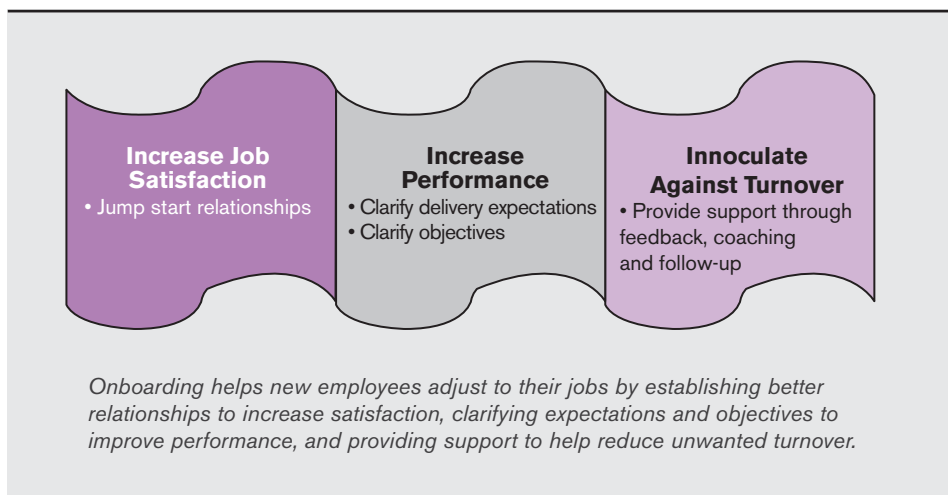 Increase Job
Satisfaction
• Jump start relationships
Increase
Performance
• Clarify delivery expectations
• Clarify objectives
Innoculate
Against Turnover
• Provide support through
feedback, coaching
and follow-up
Onboarding helps new employees adjust to their jobs by establishing better
relationships to increase satisfaction, clarifying expectations and objectives to
improve performance, and providing support to help reduce unwanted turnover.